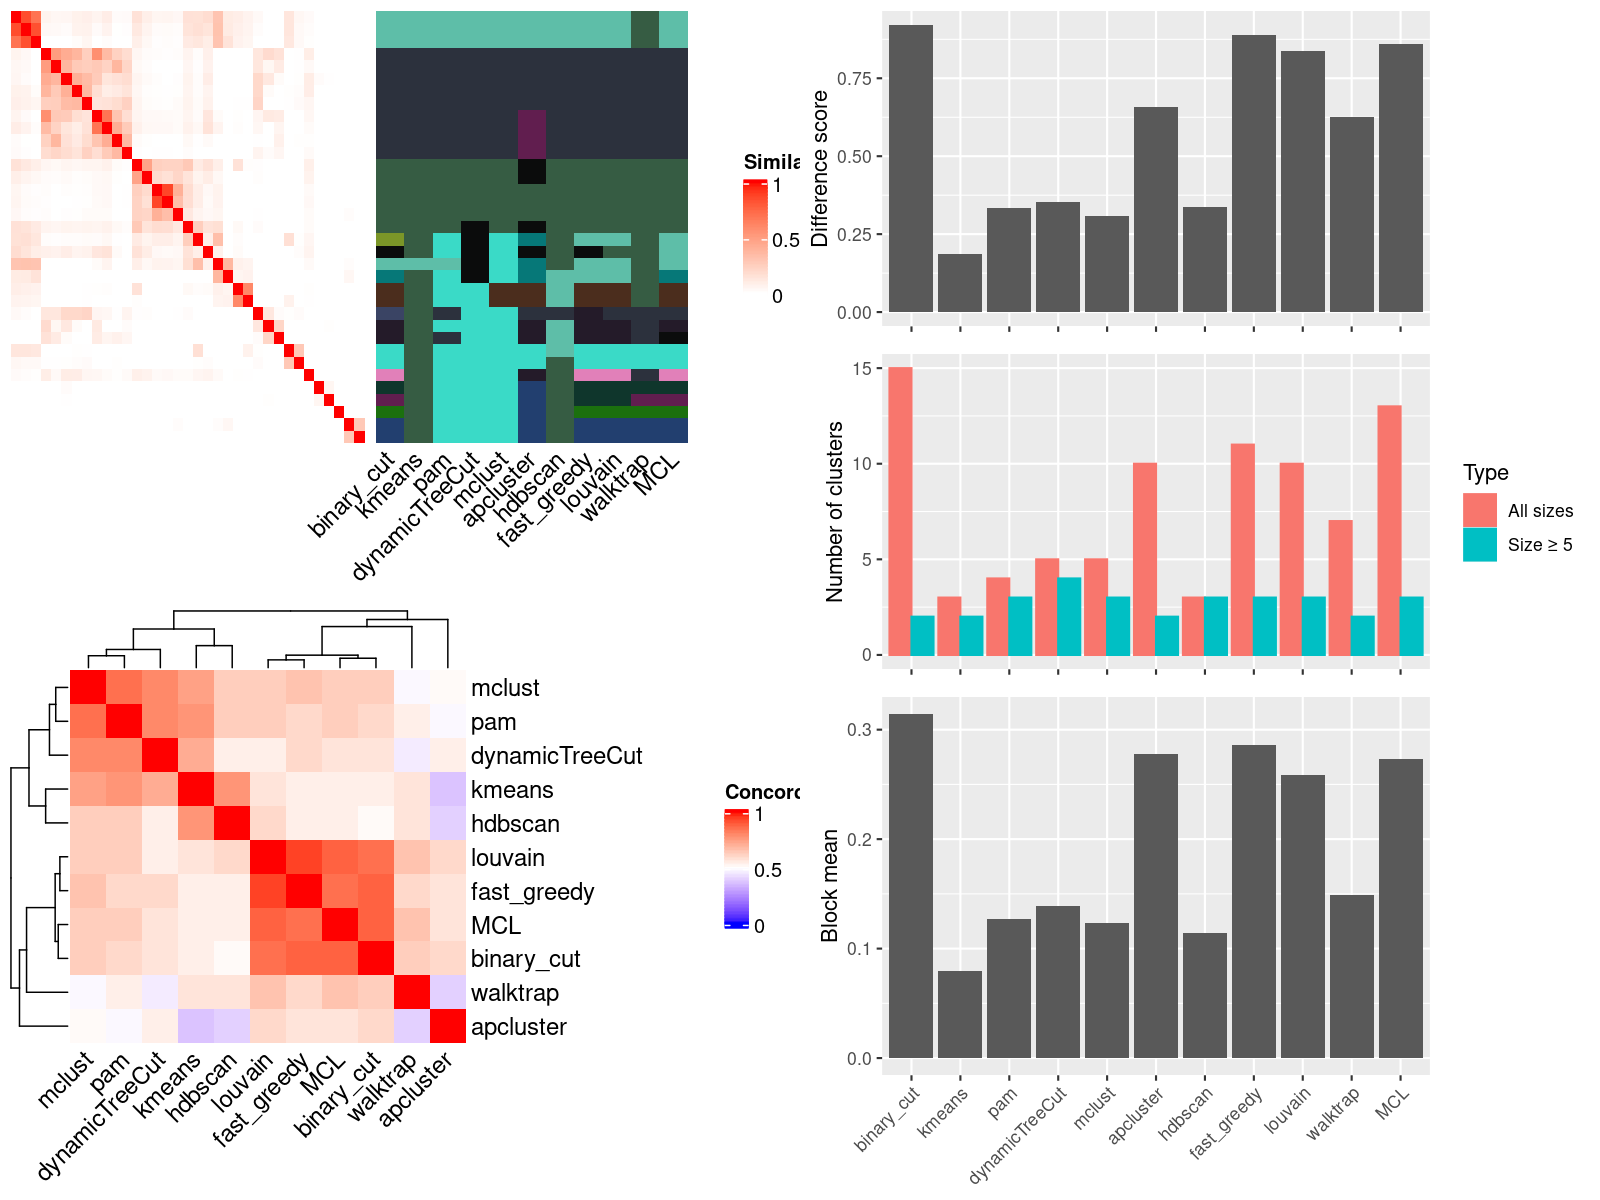 Simila
1
0.5
0
binary_cut
kmeans
pam
dynamicTreeCut
mclust
apcluster
hdbscan
fast_greedy
louvain
walktrap
MCL
mclust
pam
dynamicTreeCut
kmeans
hdbscan
louvain
fast_greedy
MCL
binary_cut
walktrap
apcluster
mclust
pam
dynamicTreeCut
kmeans
hdbscan
louvain
fast_greedy
MCL
binary_cut
walktrap
apcluster
Concord
1
0.5
0
Difference score
0.75
0.50
0.25
0.00
Number of clusters
15
10
5
0
Type
All sizes
Size ≥ 5
Block mean
0.3
0.2
0.1
0.0
binary_cut
kmeans
pam
dynamicTreeCut
mclust
apcluster
hdbscan
fast_greedy
louvain
walktrap
MCL